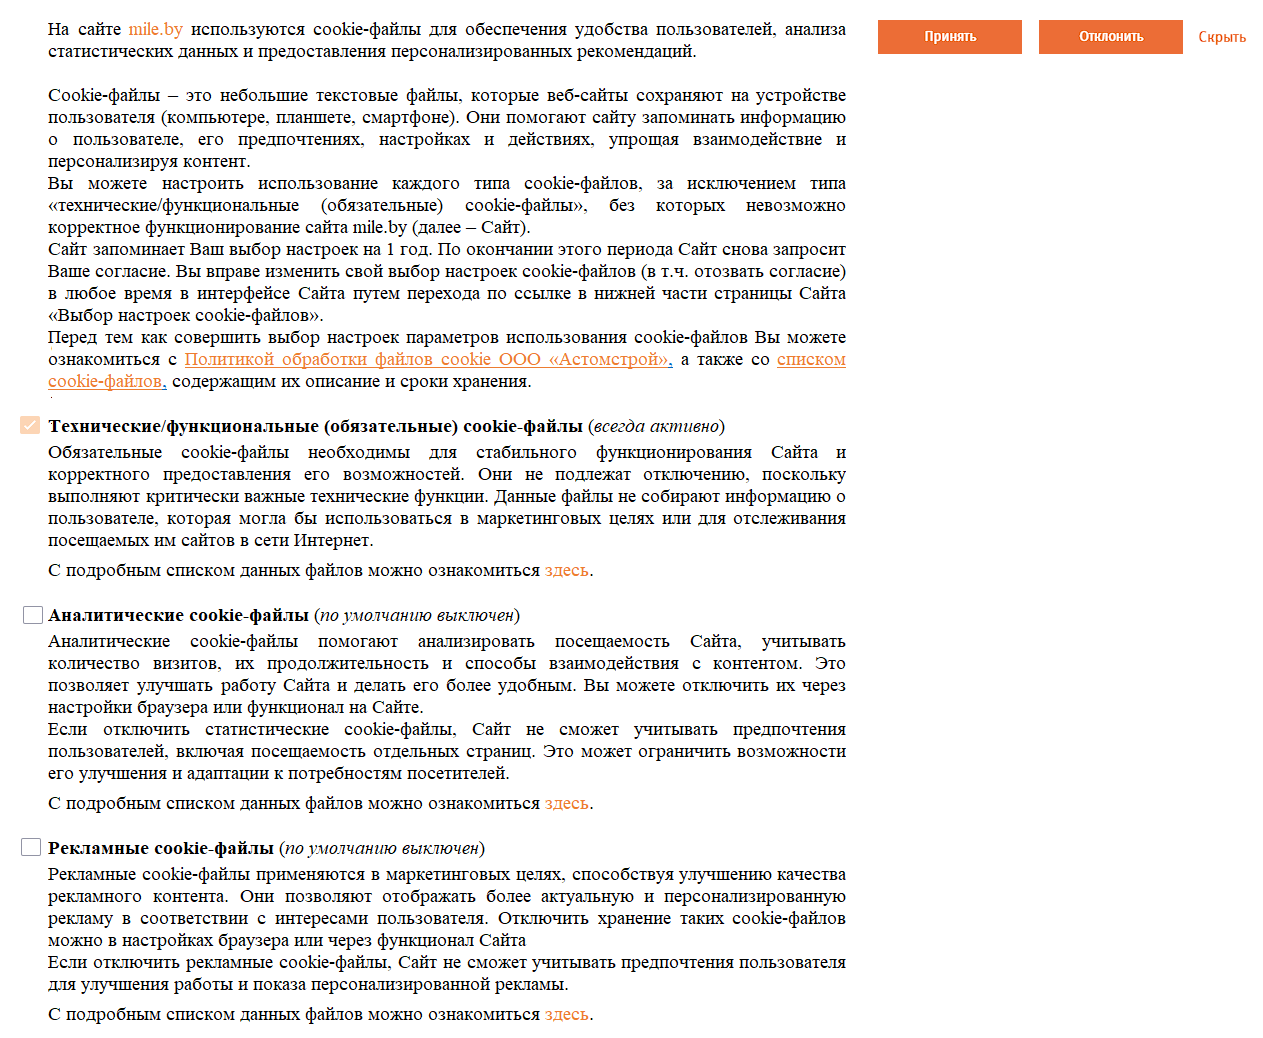 На сайте mile.by используются cookie-файлы для обеспечения удобства пользователей, анализа
статистических данных и предоставления персонализированных рекомендаций.
Принять
Отклонить
Скрыть
Cookie-файлы – это небольшие текстовые файлы, которые веб-сайты сохраняют на устройстве
пользователя (компьютере, планшете, смартфоне). Они помогают сайту запоминать информацию
о пользователе, его предпочтениях, настройках и действиях, упрощая взаимодействие и
персонализируя контент.
Вы можете настроить использование каждого типа cookie-файлов, за исключением типа
«технические/функциональные (обязательные) cookie-файлы», без которых невозможно
корректное функционирование сайта mile.by (далее – Сайт).
Сайт запоминает Ваш выбор настроек на 1 год. По окончании этого периода Сайт снова запросит
Ваше согласие. Вы вправе изменить свой выбор настроек cookie-файлов (в т.ч. отозвать согласие)
в любое время в интерфейсе Сайта путем перехода по ссылке в нижней части страницы Сайта
«Выбор настроек cookie-файлов».
Перед тем как совершить выбор настроек параметров использования cookie-файлов Вы можете
ознакомиться с Политикой обработки файлов cookie ООО «Астомстрой», а также со списком
cookie-файлов, содержащим их описание и сроки хранения.
Технические/функциональные (обязательные) cookie-файлы (всегда активно)
Обязательные cookie-файлы необходимы для стабильного функционирования Сайта и
корректного предоставления его возможностей. Они не подлежат отключению, поскольку
выполняют критически важные технические функции. Данные файлы не собирают информацию о
пользователе, которая могла бы использоваться в маркетинговых целях или для отслеживания
посещаемых им сайтов в сети Интернет.
С подробным списком данных файлов можно ознакомиться здесь.
Аналитические cookie-файлы (по умолчанию выключен)
Аналитические cookie-файлы помогают анализировать посещаемость Сайта, учитывать
количество визитов, их продолжительность и способы взаимодействия с контентом. Это
позволяет улучшать работу Сайта и делать его более удобным. Вы можете отключить их через
настройки браузера или функционал на Сайте.
Если отключить статистические cookie-файлы, Сайт не сможет учитывать предпочтения
пользователей, включая посещаемость отдельных страниц. Это может ограничить возможности
его улучшения и адаптации к потребностям посетителей.
С подробным списком данных файлов можно ознакомиться здесь.
Рекламные cookie-файлы (по умолчанию выключен)
Рекламные cookie-файлы применяются в маркетинговых целях, способствуя улучшению качества
рекламного контента. Они позволяют отображать более актуальную и персонализированную
рекламу в соответствии с интересами пользователя. Отключить хранение таких cookie-файлов
можно в настройках браузера или через функционал Сайта
Если отключить рекламные cookie-файлы, Сайт не сможет учитывать предпочтения пользователя
для улучшения работы и показа персонализированной рекламы.
С подробным списком данных файлов можно ознакомиться здесь.